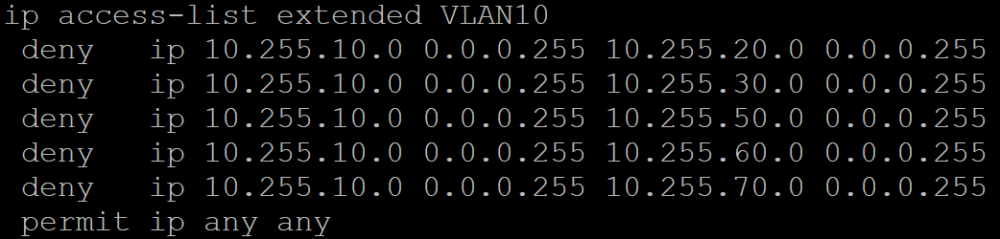 ip access-list extended VLAN10
 deny   ip 10.255.10.0 0.0.0.255 10.255.20.0 0.0.0.255
 deny   ip 10.255.10.0 0.0.0.255 10.255.30.0 0.0.0.255
 deny   ip 10.255.10.0 0.0.0.255 10.255.50.0 0.0.0.255
 deny   ip 10.255.10.0 0.0.0.255 10.255.60.0 0.0.0.255
 deny   ip 10.255.10.0 0.0.0.255 10.255.70.0 0.0.0.255
 permit ip any any